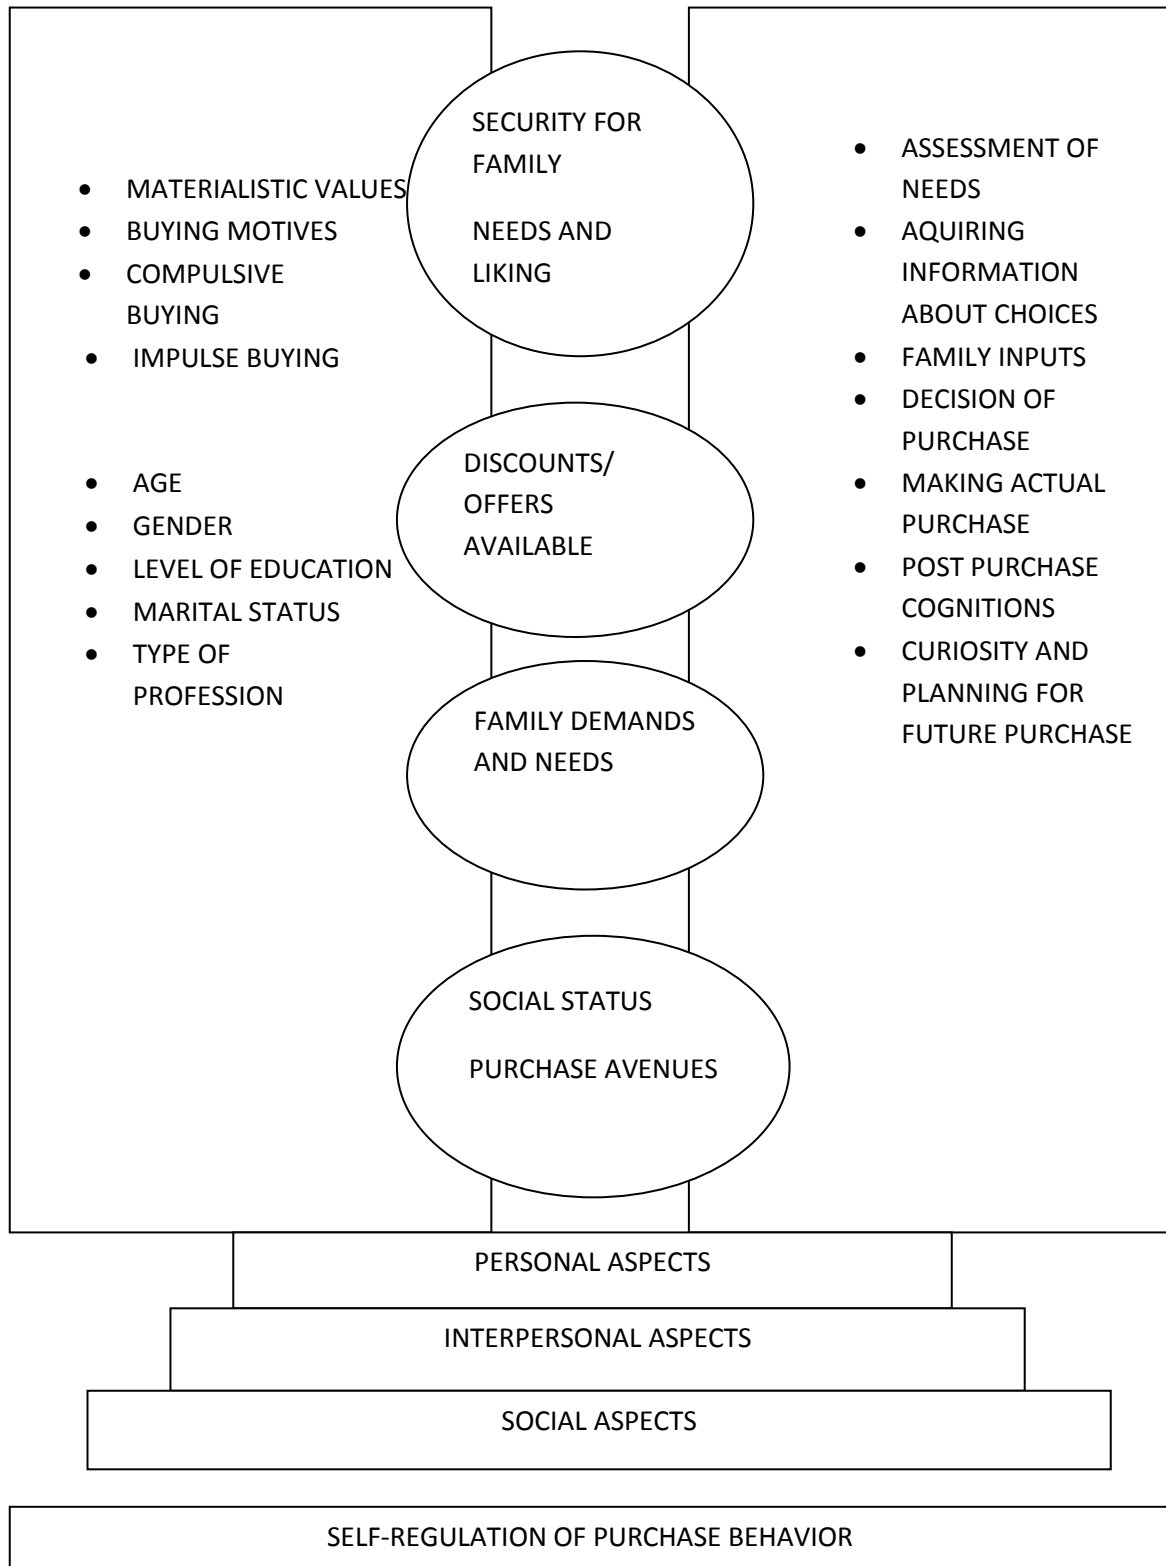 • MATERIALISTIC VALUES
• BUYING MOTIVES
• COMPULSIVE
BUYING
• IMPULSE BUYING
• AGE
• GENDER
• LEVEL OF EDUCATION
• MARITAL STATUS
• TYPE OF
PROFESSION
SECURITY FOR
FAMILY
NEEDS AND
LIKING
DISCOUNTS/
OFFERS
AVAILABLE
FAMILY DEMANDS
AND NEEDS
SOCIAL STATUS
PURCHASE AVENUES
• ASSESSMENT OF
NEEDS
• AQUIRING
INFORMATION
ABOUT CHOICES
• FAMILY INPUTS
• DECISION OF
PURCHASE
• MAKING ACTUAL
PURCHASE
• POST PURCHASE
COGNITIONS
• CURIOSITY AND
PLANNING FOR
FUTURE PURCHASE
PERSONAL ASPECTS
INTERPERSONAL ASPECTS
SOCIAL ASPECTS
SELF-REGULATION OF PURCHASE BEHAVIOR